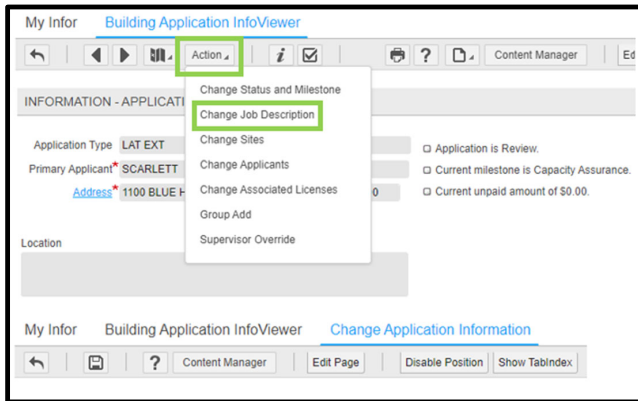 My Infor Building Application InfoViewer
Action i ? Content Manager Ed
Change Status and Milestone
INFORMATION - APPLICATI
Change Job Description
Change Sites
Application Type LAT EXT
Application is Review.
Primary Applicant* SCARLETT
Change Applicants
Current milestone is Capacity Assurance.
Address* 1100 BLUE H
Change Associated Licenses
0
Current unpaid amount of $0.00.
Group Add
Supervisor Override
Location
My Infor Building Application InfoViewer Change Application Information
? Content Manager Edit Page Disable Position Show TabIndex